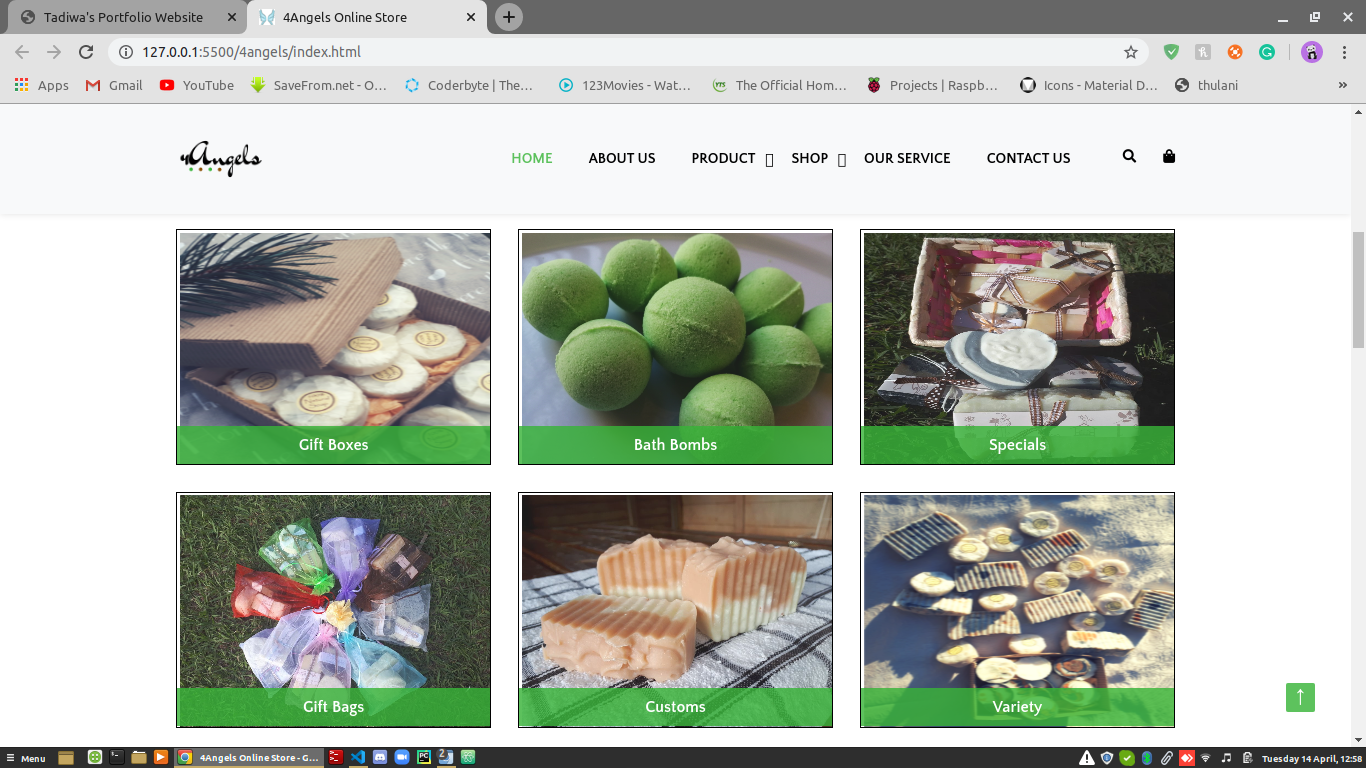 Tadiwa's Portfolio Website
4Angels Online Store
127.0.0.1:5500/4angels/index.html
Apps
Gmail
YouTube
SaveFrom.net - O…
Coderbyte | The…
123Movies - Wat…
The Official Hom…
Projects | Raspb…
Icons - Material D…
thulani
4Angels
HOME
ABOUT US
PRODUCT
SHOP
OUR SERVICE
CONTACT US
Gift Boxes
Bath Bombs
Specials
Gift Bags
Customs
Variety
Menu
4Angels Online Store - G…
Tuesday 14 April, 12:58